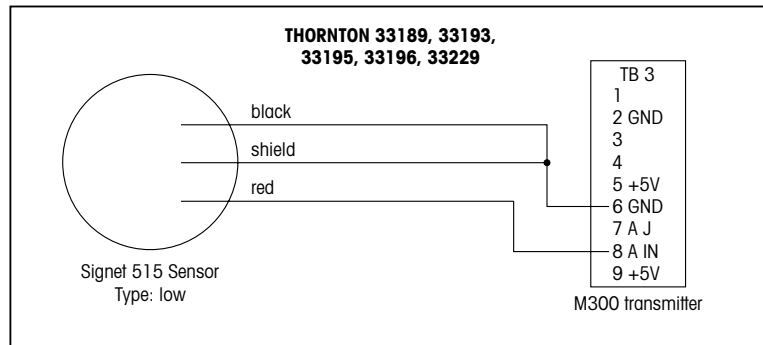 THORNTON 33189, 33193,
33195, 33196, 33229
black
shield
red
Signet 515 Sensor
Type: low
TB 3
1
2 GND
3
4
5 +5V
6 GND
7 A J
8 A IN
9 +5V
M300 transmitter